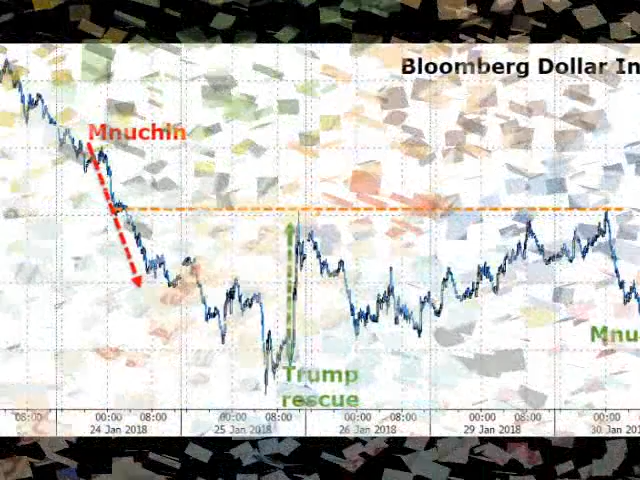 Bloomberg Dollar In
Mnuchin
Mnu
Trump
rescue
08:00 00:00 08:00 00:00 08:00 00:00 08:00 00:00 08:00 00:00
24 Jan 2018 25 Jan 2018 26 Jan 2018 29 Jan 2018 30 Jan 201